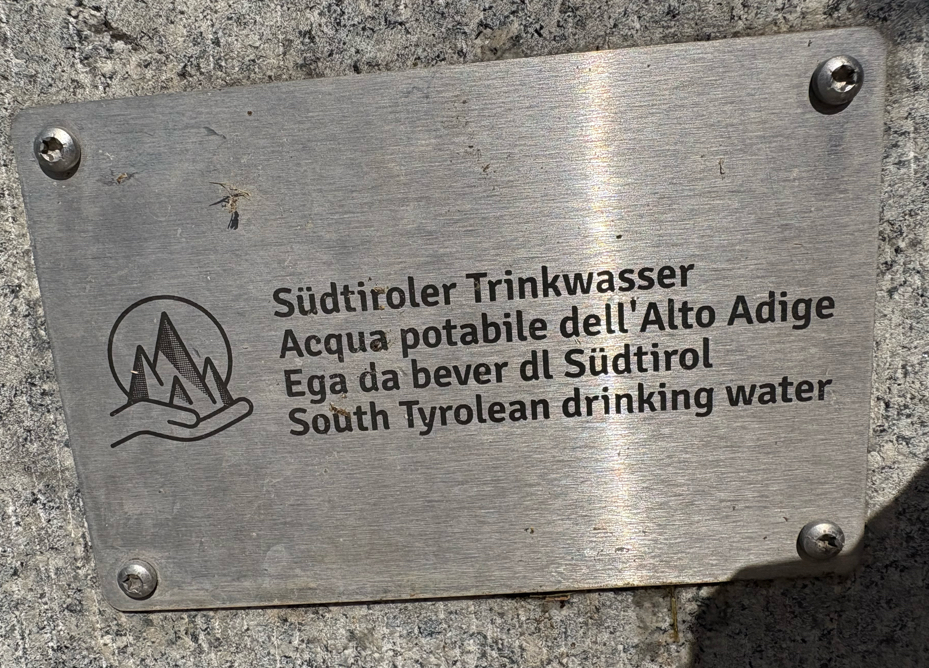 Südtiroler Trinkwasser
Acqua potabile dell'Alto Adige
Ega da bever dl Südtirol
South Tyrolean drinking water